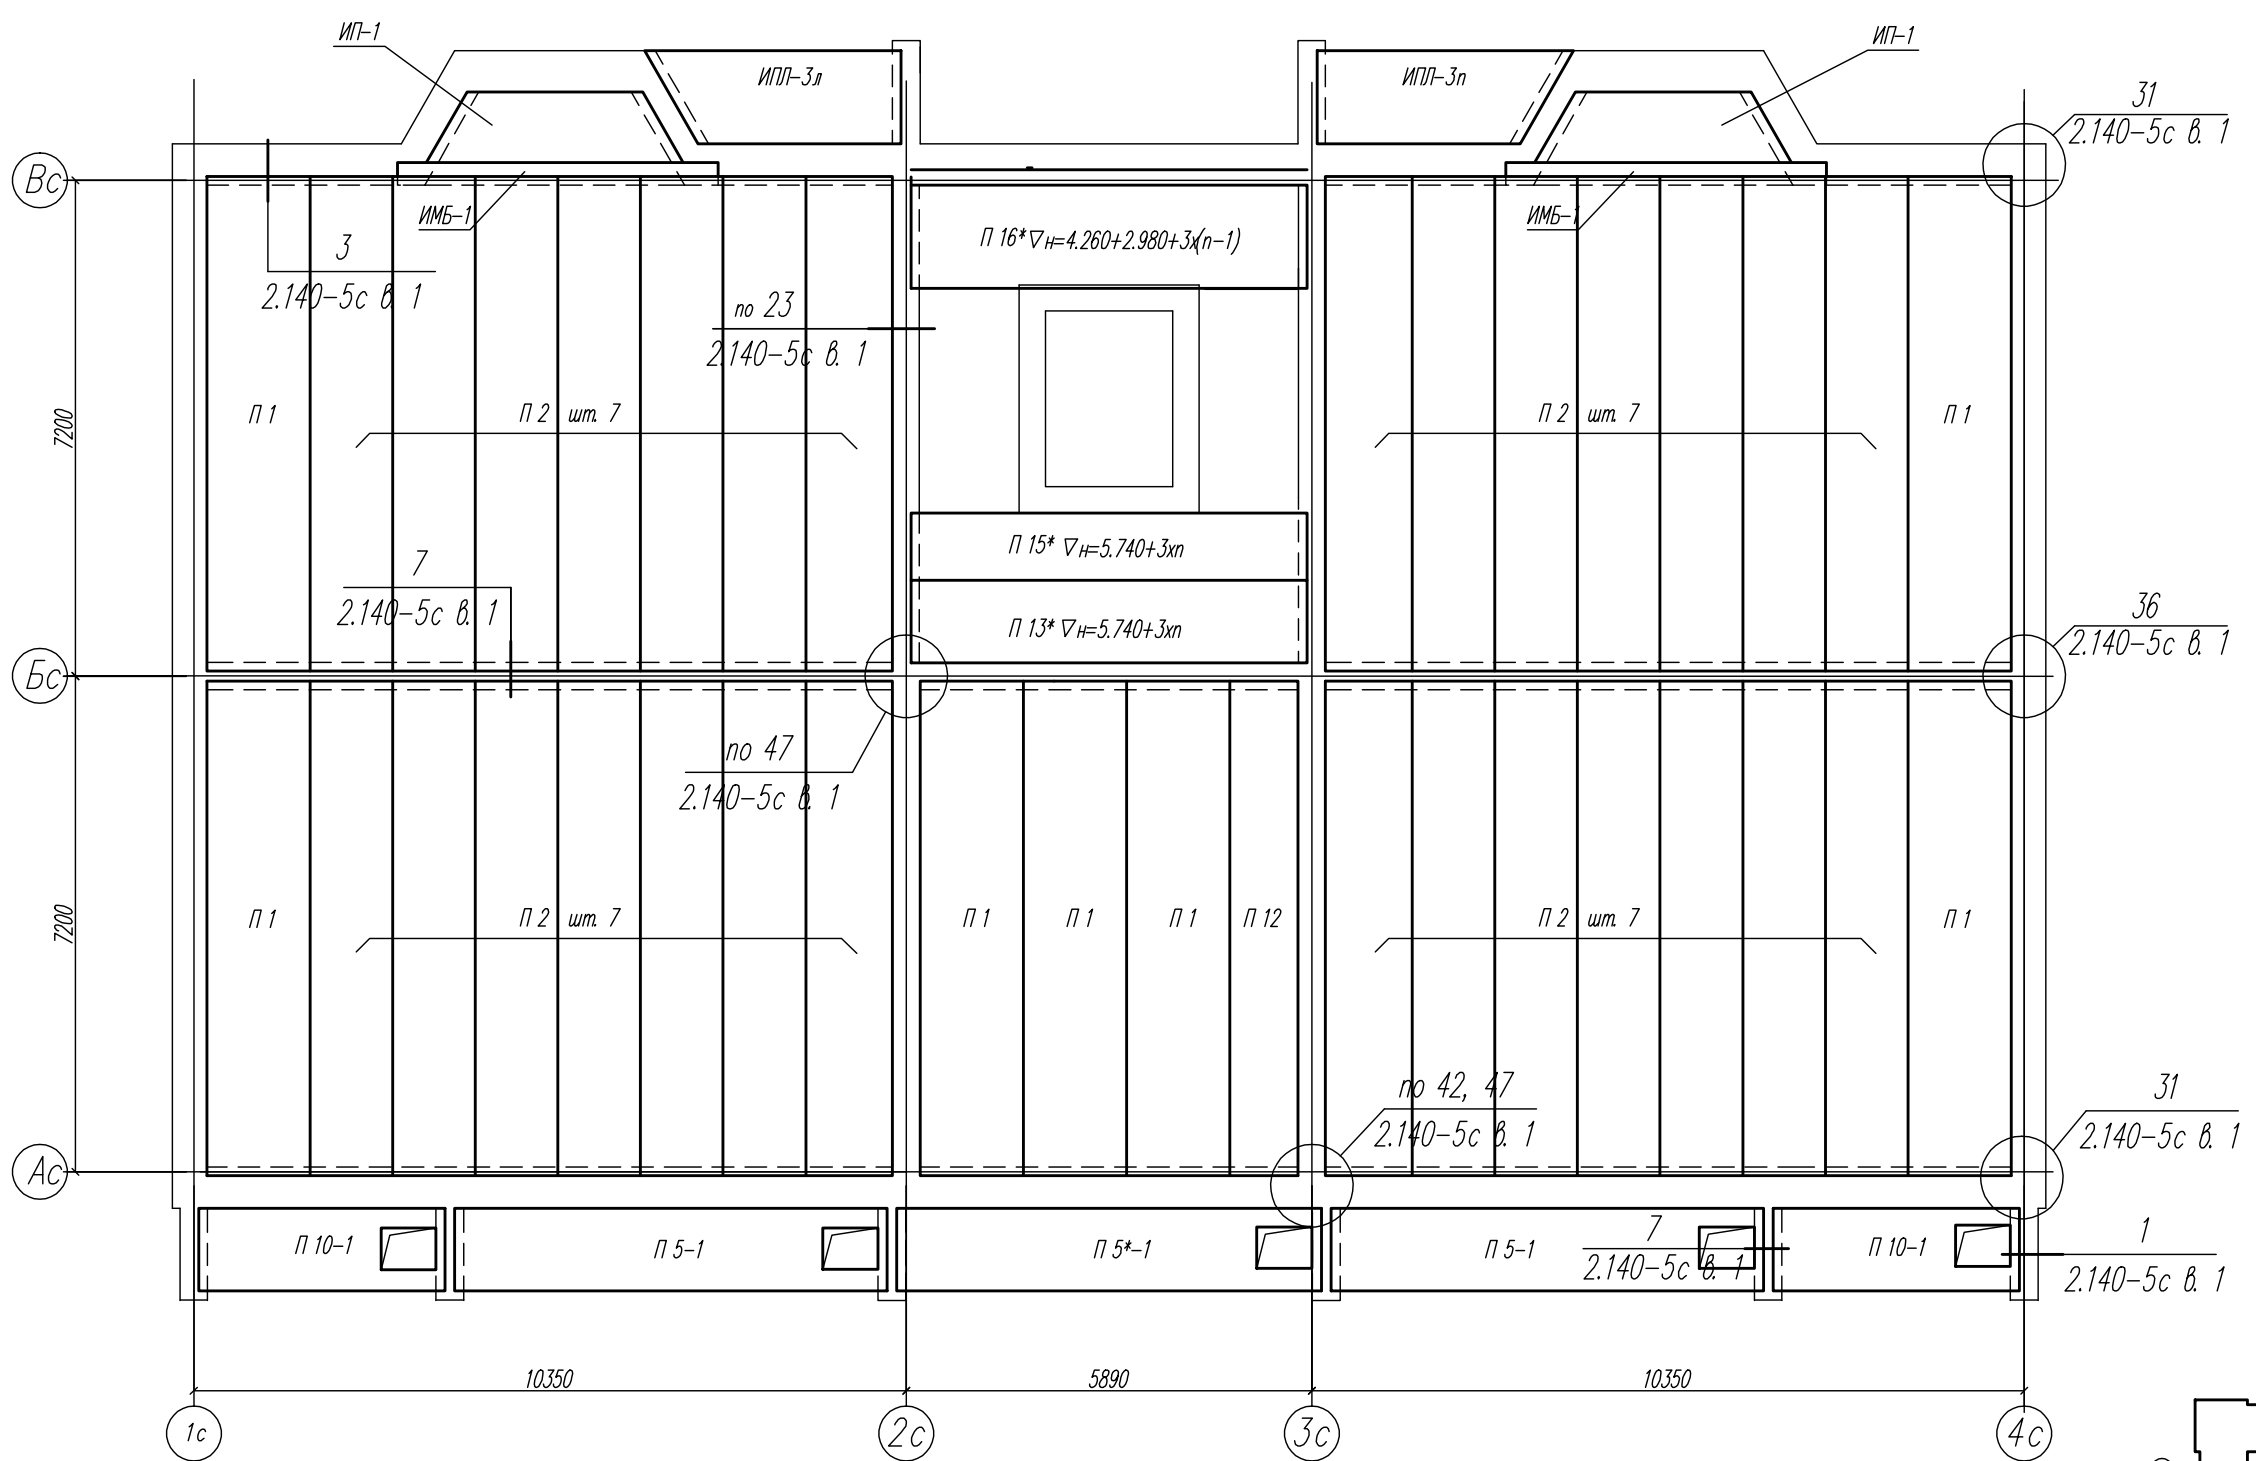 ИП-1
ИПЛ-3л
ИПЛ-3п
ИП-1
31
2.140-5с в. 1
Вс
ИМБ-1
ИМБ-1
3
2.140-5с в. 1
П 16* ▽н=4.260+2.980+3х(п-1)
по 23
2.140-5с в. 1
7200
П 1
П 2 шт. 7
П 2 шт. 7
П 1
П 15* ▽н=5.740+3хп
7
2.140-5с в. 1
П 13* ▽н=5.740+3хп
36
2.140-5с в. 1
Бс
по 47
2.140-5с в. 1
7200
П 1
П 2 шт. 7
П 1
П 1
П 1
П 12
П 2 шт. 7
П 1
по 42, 47
2.140-5с в. 1
31
2.140-5с в. 1
Ас
П 10-1
П 5-1
П 5*-1
П 5-1
7
2.140-5с в. 1
П 10-1
1
2.140-5с в. 1
10350
5890
10350
1с
2с
3с
4с